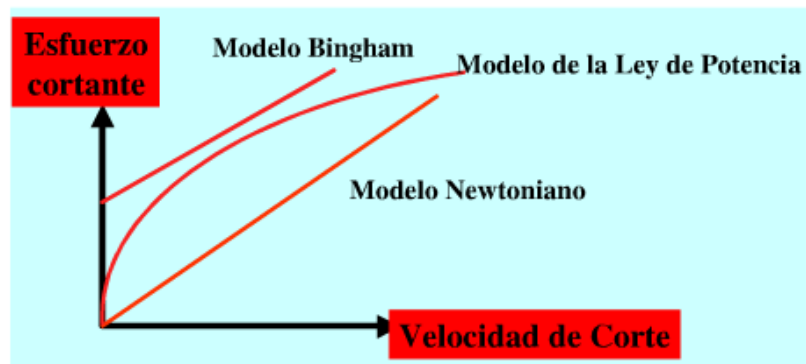 Esfuerzo
cortante
Modelo Bingham
Modelo de la Ley de Potencia
Modelo Newtoniano
Velocidad de Corte